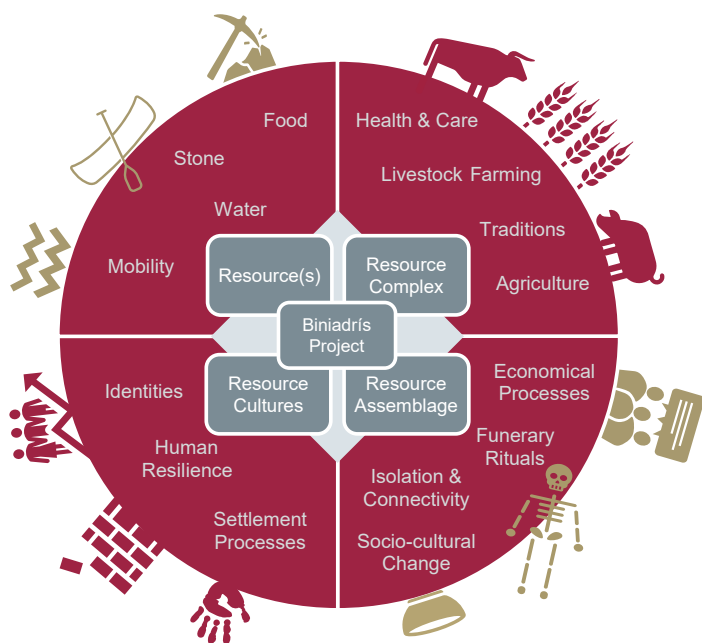 Food
Stone
Water
Mobility
Resource(s)
Health & Care
Livestock Farming
Traditions
Agriculture
Resource
Complex
Biniadrís
Project
Identities
Human
Resilience
Settlement
Processes
Resource
Cultures
Resource
Assemblage
Economical
Processes
Funerary
Rituals
Isolation &
Connectivity
Socio-cultural
Change